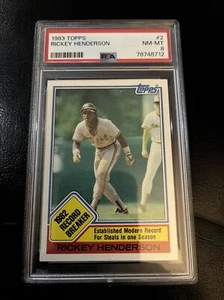 1983 TOPPS #2
RICKEY HENDERSON NM-MT
PSA 8
78748712
Topps
1982
RECORD
BREAKER
Established Modern Record
For Steals in one Season
RICKEY HENDERSON